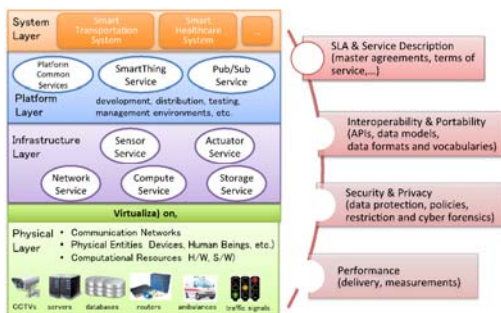 System
Layer
Smart
Transportation
System
Smart
Healthcare
System
...
Platform
Common
Services
SmartThing
Service
Pub/Sub
Service
Platform
Layer
development, distribution, testing,
management environments, etc.
Infrastructure
Layer
Sensor
Service
Actuator
Service
Network
Service
Compute
Service
Storage
Service
Virtualiza) on,
Physical
Layer
• Communication Networks
• Physical Entities Devices, Human Beings, etc.)
• Computational Resources H/W, S/W)
CCTVs
servers
databases
routers
ambulances
traffic signals
SLA & Service Description
(master agreements, terms of
service,...)
Interoperability & Portability
(APIs, data models,
data formats and vocabularies)
Security & Privacy
(data protection, policies,
restriction and cyber forensics)
Performance
(delivery, measurements)